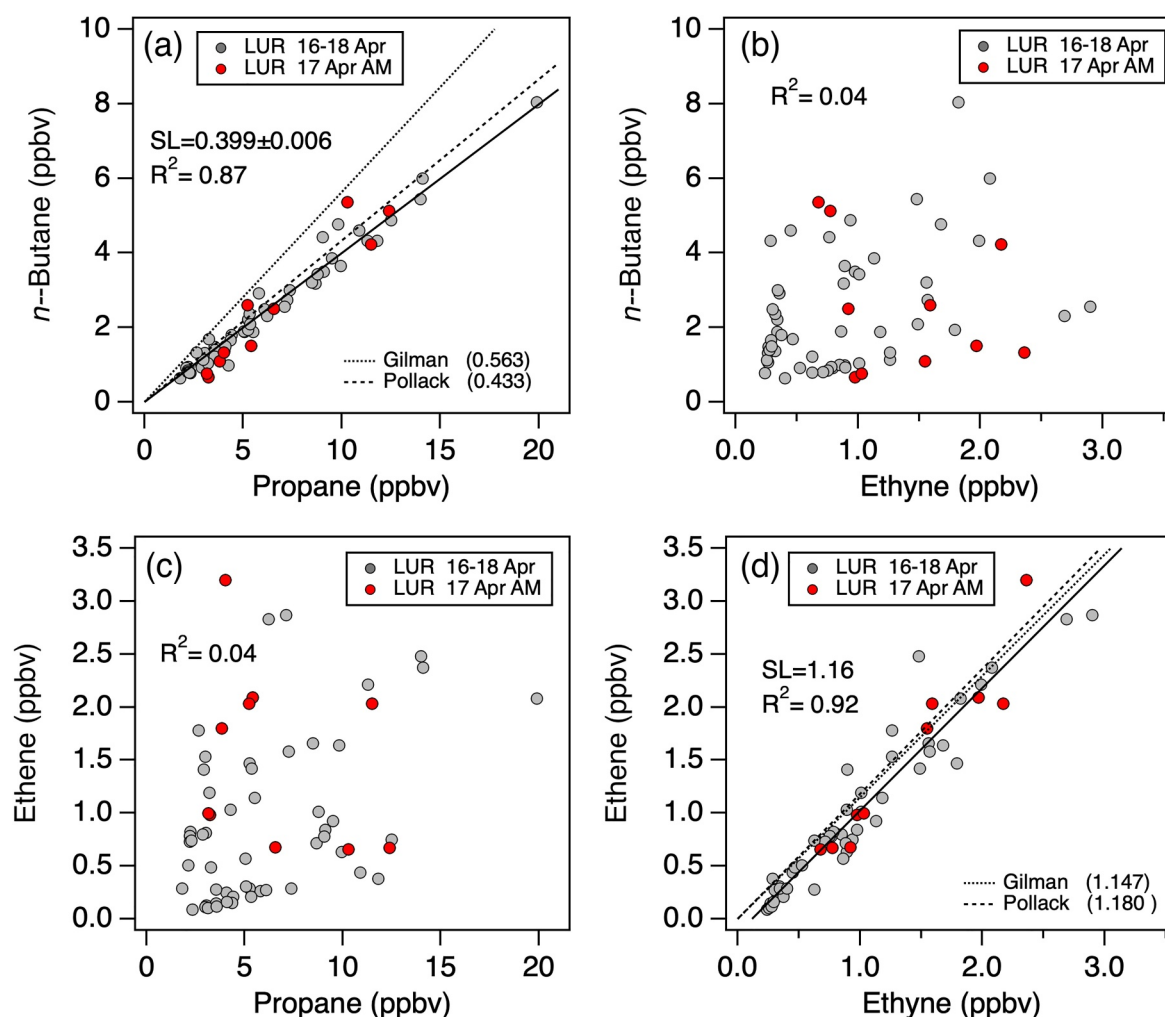 (a)
LUR 16-18 Apr
LUR 17 Apr AM
SL=0.399±0.006
R2= 0.87
Gilman (0.563)
Pollack (0.433)
n--Butane (ppbv)
10
8
6
4
2
0
0 5 10 15 20
Propane (ppbv)
(b)
LUR 16-18 Apr
LUR 17 Apr AM
R2= 0.04
n--Butane (ppbv)
10
8
6
4
2
0
0.0 1.0 2.0 3.0
Ethyne (ppbv)
(c)
LUR 16-18 Apr
LUR 17 Apr AM
R2= 0.04
Ethene (ppbv)
3.5
3.0
2.5
2.0
1.5
1.0
0.5
0.0
0 5 10 15 20
Propane (ppbv)
(d)
LUR 16-18 Apr
LUR 17 Apr AM
SL=1.16
R2= 0.92
Gilman (1.147)
Pollack (1.180 )
Ethene (ppbv)
3.5
3.0
2.5
2.0
1.5
1.0
0.5
0.0
0.0 1.0 2.0 3.0
Ethyne (ppbv)